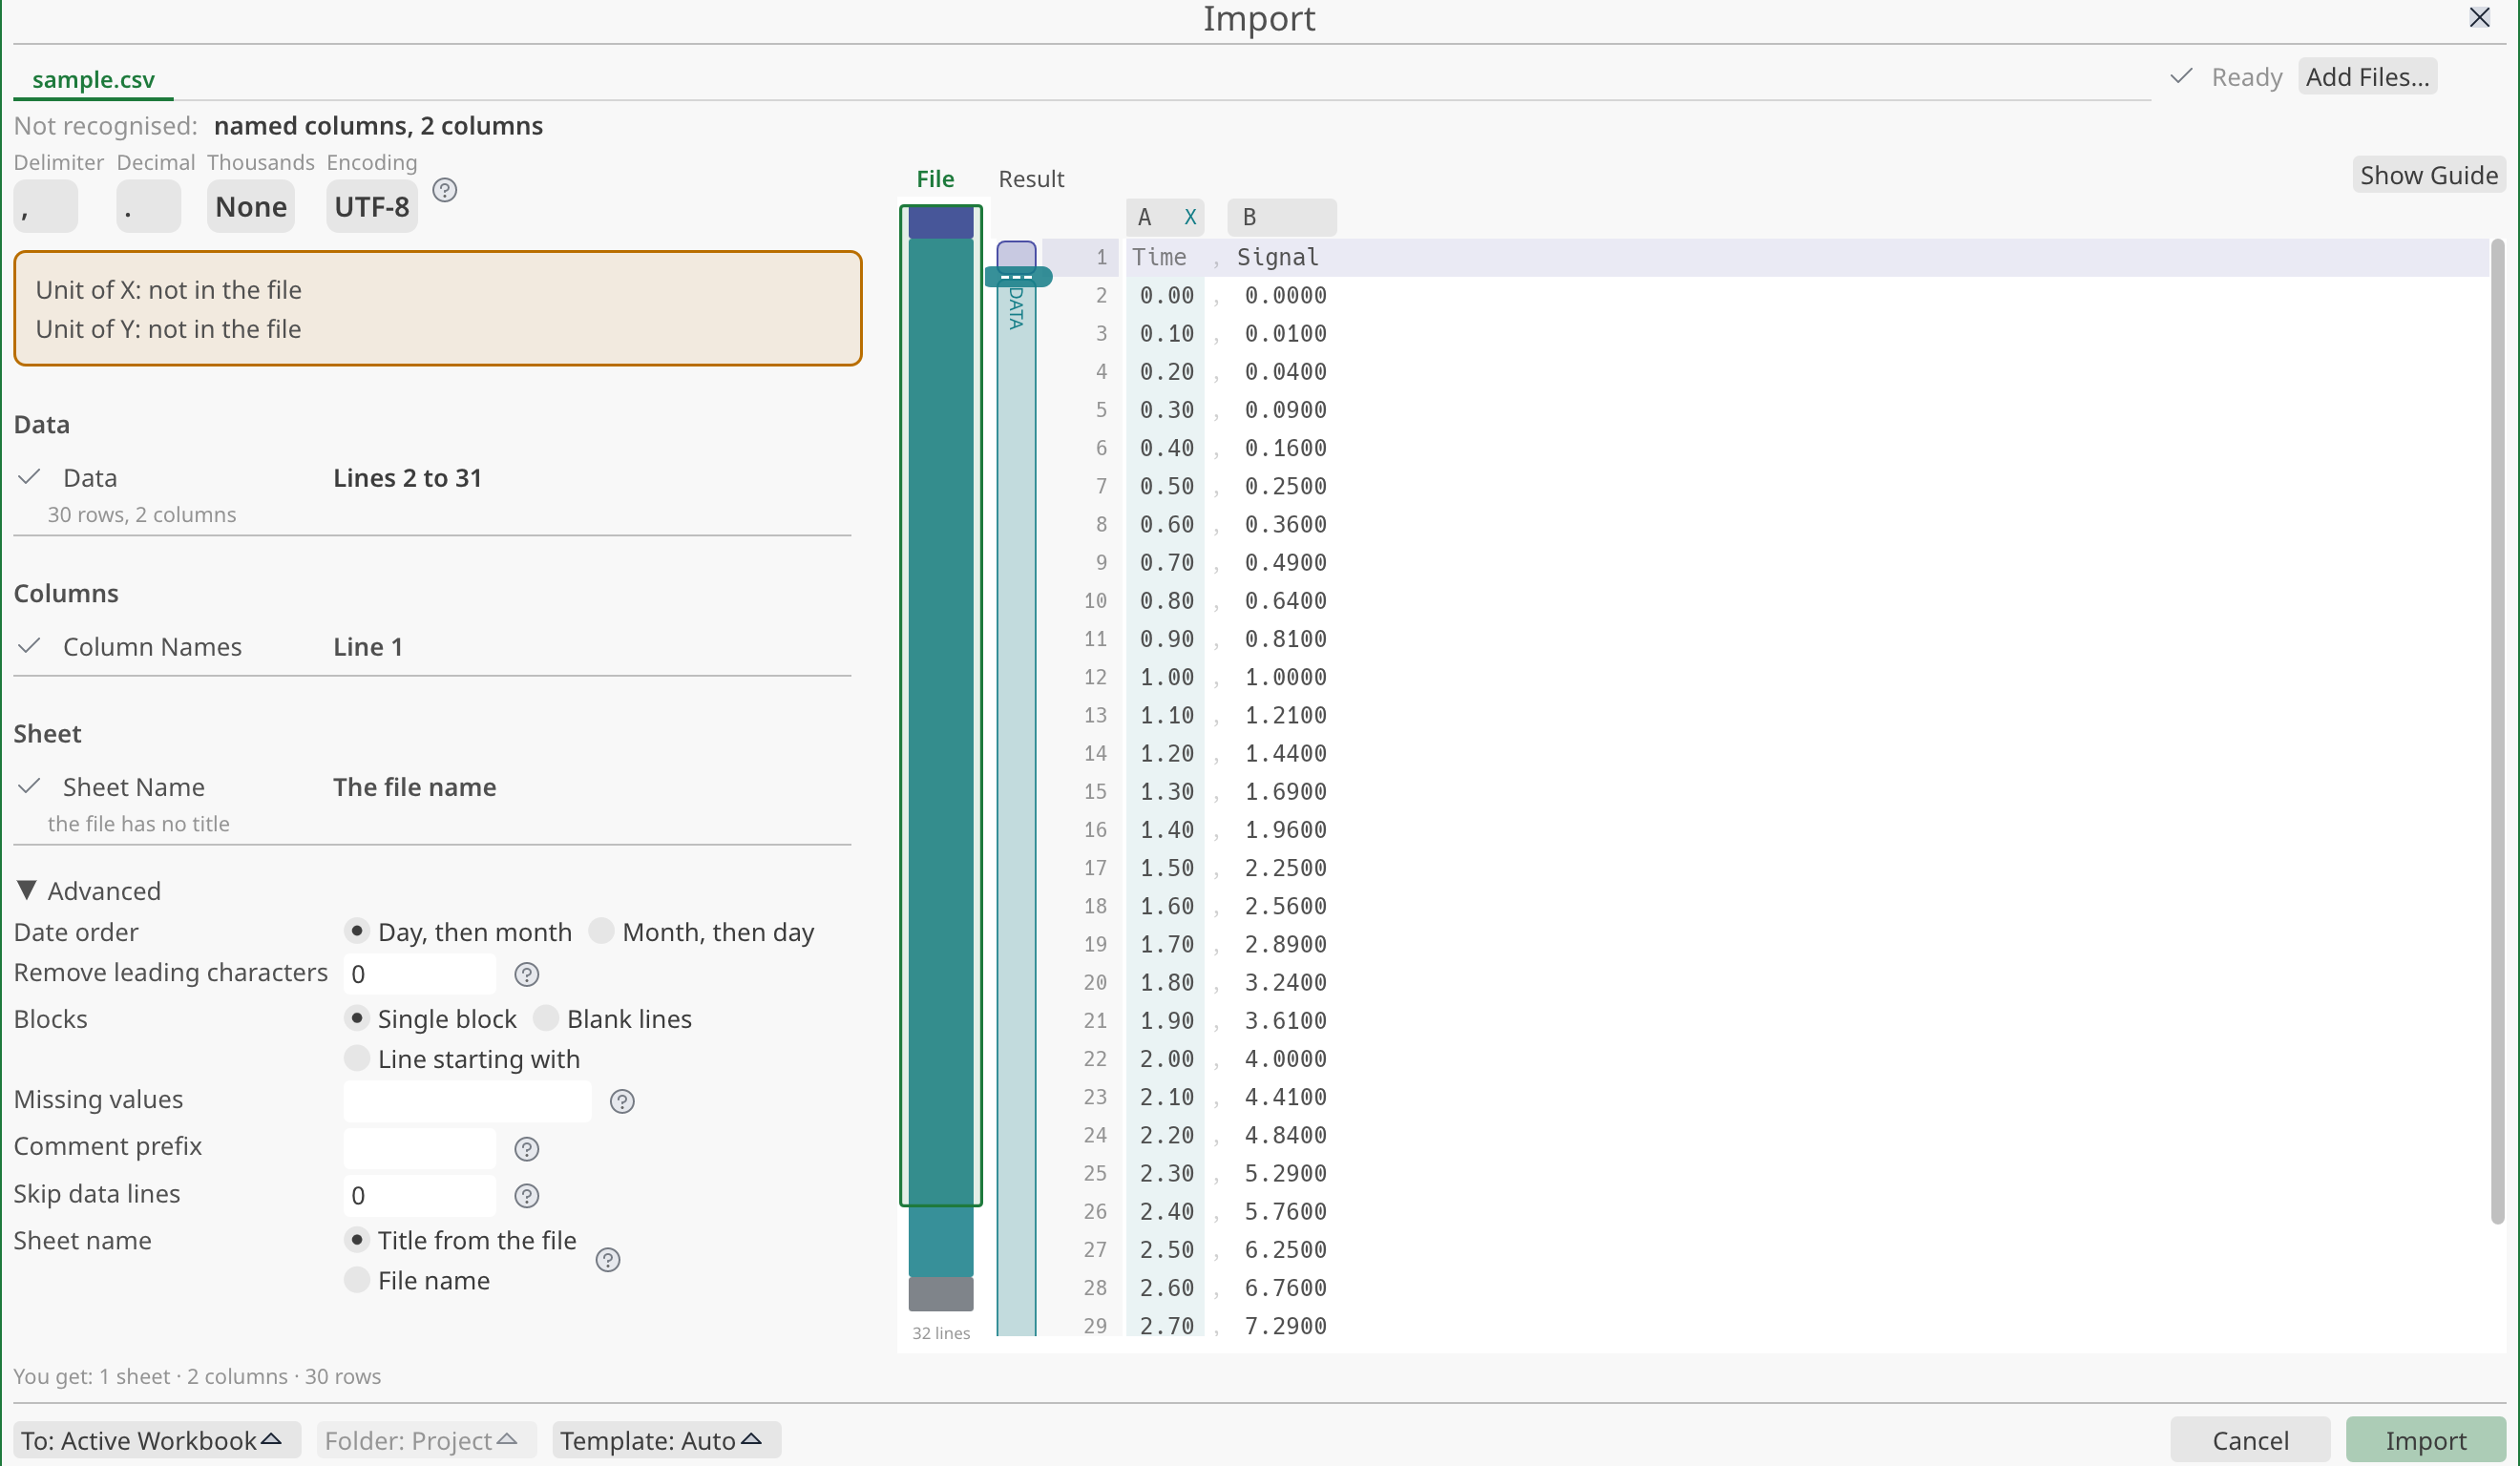 Import
sample.csv
Ready Add Files...
Not recognised: named columns, 2 columns
Delimiter Decimal Thousands Encoding
, . None UTF-8 ?
Unit of X: not in the file
Unit of Y: not in the file
Data
Data Lines 2 to 31
30 rows, 2 columns
Columns
Column Names Line 1
Sheet
Sheet Name The file name
the file has no title
▼ Advanced
Date order Day, then month Month, then day
Remove leading characters 0 ?
Blocks Single block Blank lines
Line starting with
Missing values ?
Comment prefix ?
Skip data lines 0 ?
Sheet name Title from the file ?
File name
File Result Show Guide
A X B
1 Time , Signal
DATA
2 0.00 , 0.0000
3 0.10 , 0.0100
4 0.20 , 0.0400
5 0.30 , 0.0900
6 0.40 , 0.1600
7 0.50 , 0.2500
8 0.60 , 0.3600
9 0.70 , 0.4900
10 0.80 , 0.6400
11 0.90 , 0.8100
12 1.00 , 1.0000
13 1.10 , 1.2100
14 1.20 , 1.4400
15 1.30 , 1.6900
16 1.40 , 1.9600
17 1.50 , 2.2500
18 1.60 , 2.5600
19 1.70 , 2.8900
20 1.80 , 3.2400
21 1.90 , 3.6100
22 2.00 , 4.0000
23 2.10 , 4.4100
24 2.20 , 4.8400
25 2.30 , 5.2900
26 2.40 , 5.7600
27 2.50 , 6.2500
28 2.60 , 6.7600
29 2.70 , 7.2900
32 lines
You get: 1 sheet · 2 columns · 30 rows
To: Active Workbook Folder: Project Template: Auto Cancel Import